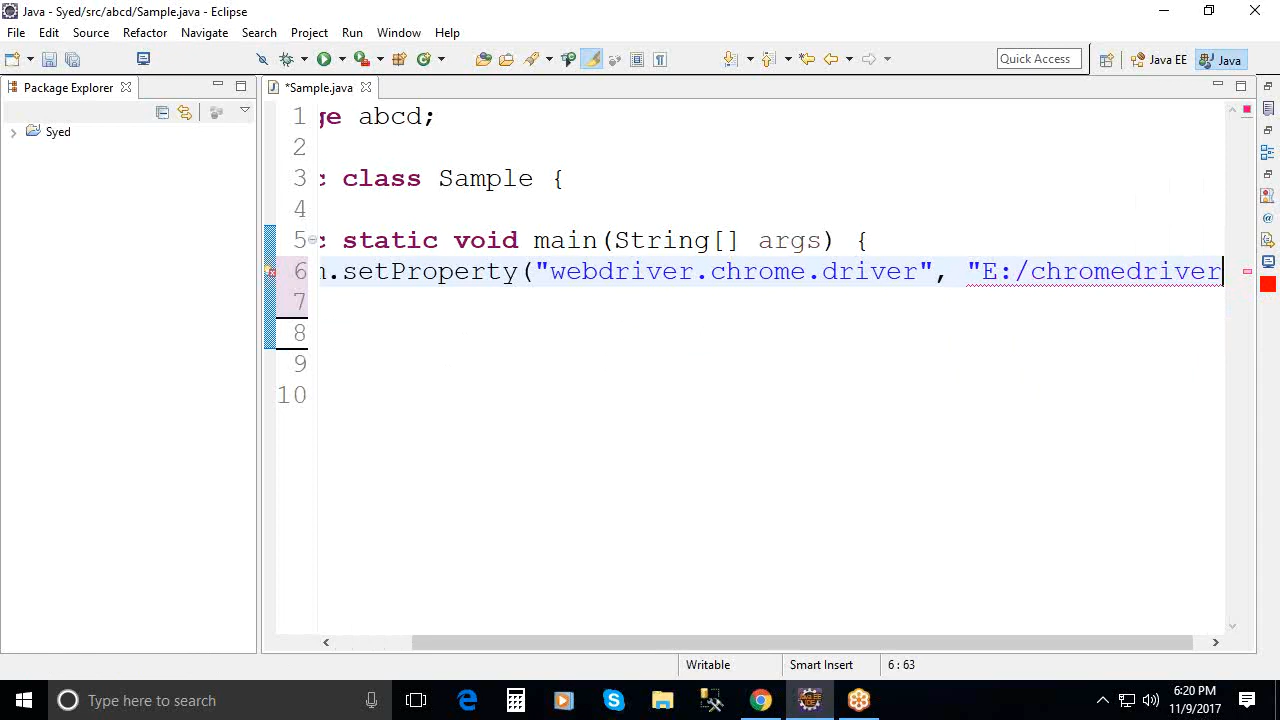 Java - Syed/src/abcd/Sample.java - Eclipse
File Edit Source Refactor Navigate Search Project Run Window Help
Quick Access Java EE Java
Package Explorer
*Sample.java
Syed
1 ge abcd;
2
3 c class Sample {
4
5 c static void main(String[] args) {
6 m.setProperty("webdriver.chrome.driver", "E:/chromedriver
7
8
9
10
Writable Smart Insert 6 : 63
Type here to search
6:20 PM
11/9/2017